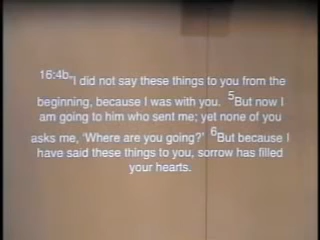 16:4b"I did not say these things to you from the
beginning, because I was with you. 5But now I
am going to him who sent me; yet none of you
asks me, 'Where are you going?' 6But because I
have said these things to you, sorrow has filled
your hearts.